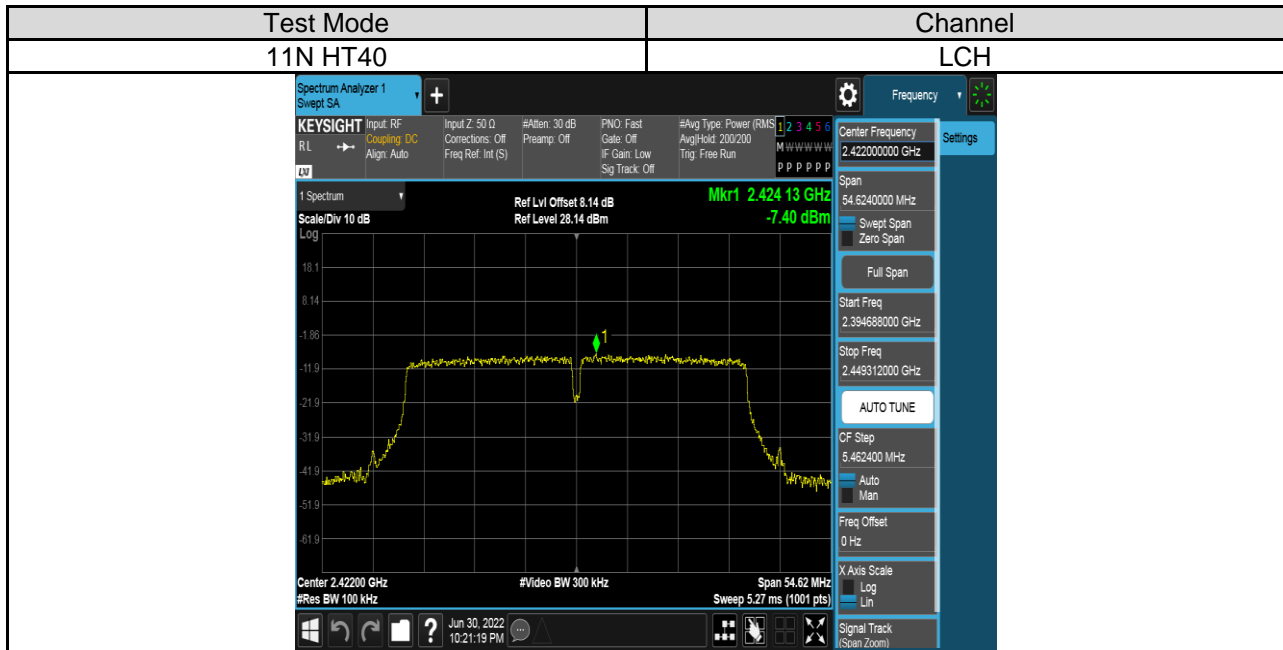 Test Mode Channel
11N HT40 LCH
Spectrum Analyzer 1
Swept SA
+
Frequency
KEYSIGHT Input: RF Input Z: 50 Ω #Atten: 30 dB PNO: Fast #Avg Type: Power (RMS 1 2 3 4 5 6
RL Coupling: DC Corrections: Off Preamp: Off Gate: Off Avg|Hold: 200/200 M W W W W W
Align: Auto Freq Ref: Int (S) IF Gain: Low Trig: Free Run
LXI Sig Track: Off P P P P P P
1 Spectrum Ref Lvl Offset 8.14 dB Mkr1 2.424 13 GHz
Scale/Div 10 dB Ref Level 28.14 dBm -7.40 dBm
Log
18.1
8.14
-1.86
1
-11.9
-21.9
-31.9
-41.9
-51.9
-61.9
Center 2.42200 GHz #Video BW 300 kHz Span 54.62 MHz
#Res BW 100 kHz Sweep 5.27 ms (1001 pts)
Center Frequency
2.422000000 GHz
Settings
Span
54.6240000 MHz
Swept Span
Zero Span
Full Span
Start Freq
2.394688000 GHz
Stop Freq
2.449312000 GHz
AUTO TUNE
CF Step
5.462400 MHz
Auto
Man
Freq Offset
0 Hz
X Axis Scale
Log
Lin
Signal Track
(Span Zoom)
? Jun 30, 2022
10:21:19 PM